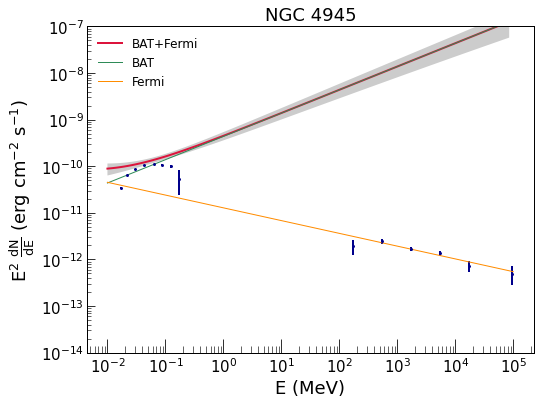 NGC 4945
BAT+Fermi
BAT
Fermi
E² dN/dE (erg cm⁻² s⁻¹)
10⁻⁷
10⁻⁸
10⁻⁹
10⁻¹⁰
10⁻¹¹
10⁻¹²
10⁻¹³
10⁻¹⁴
10⁻² 10⁻¹ 10⁰ 10¹ 10² 10³ 10⁴ 10⁵
E (MeV)